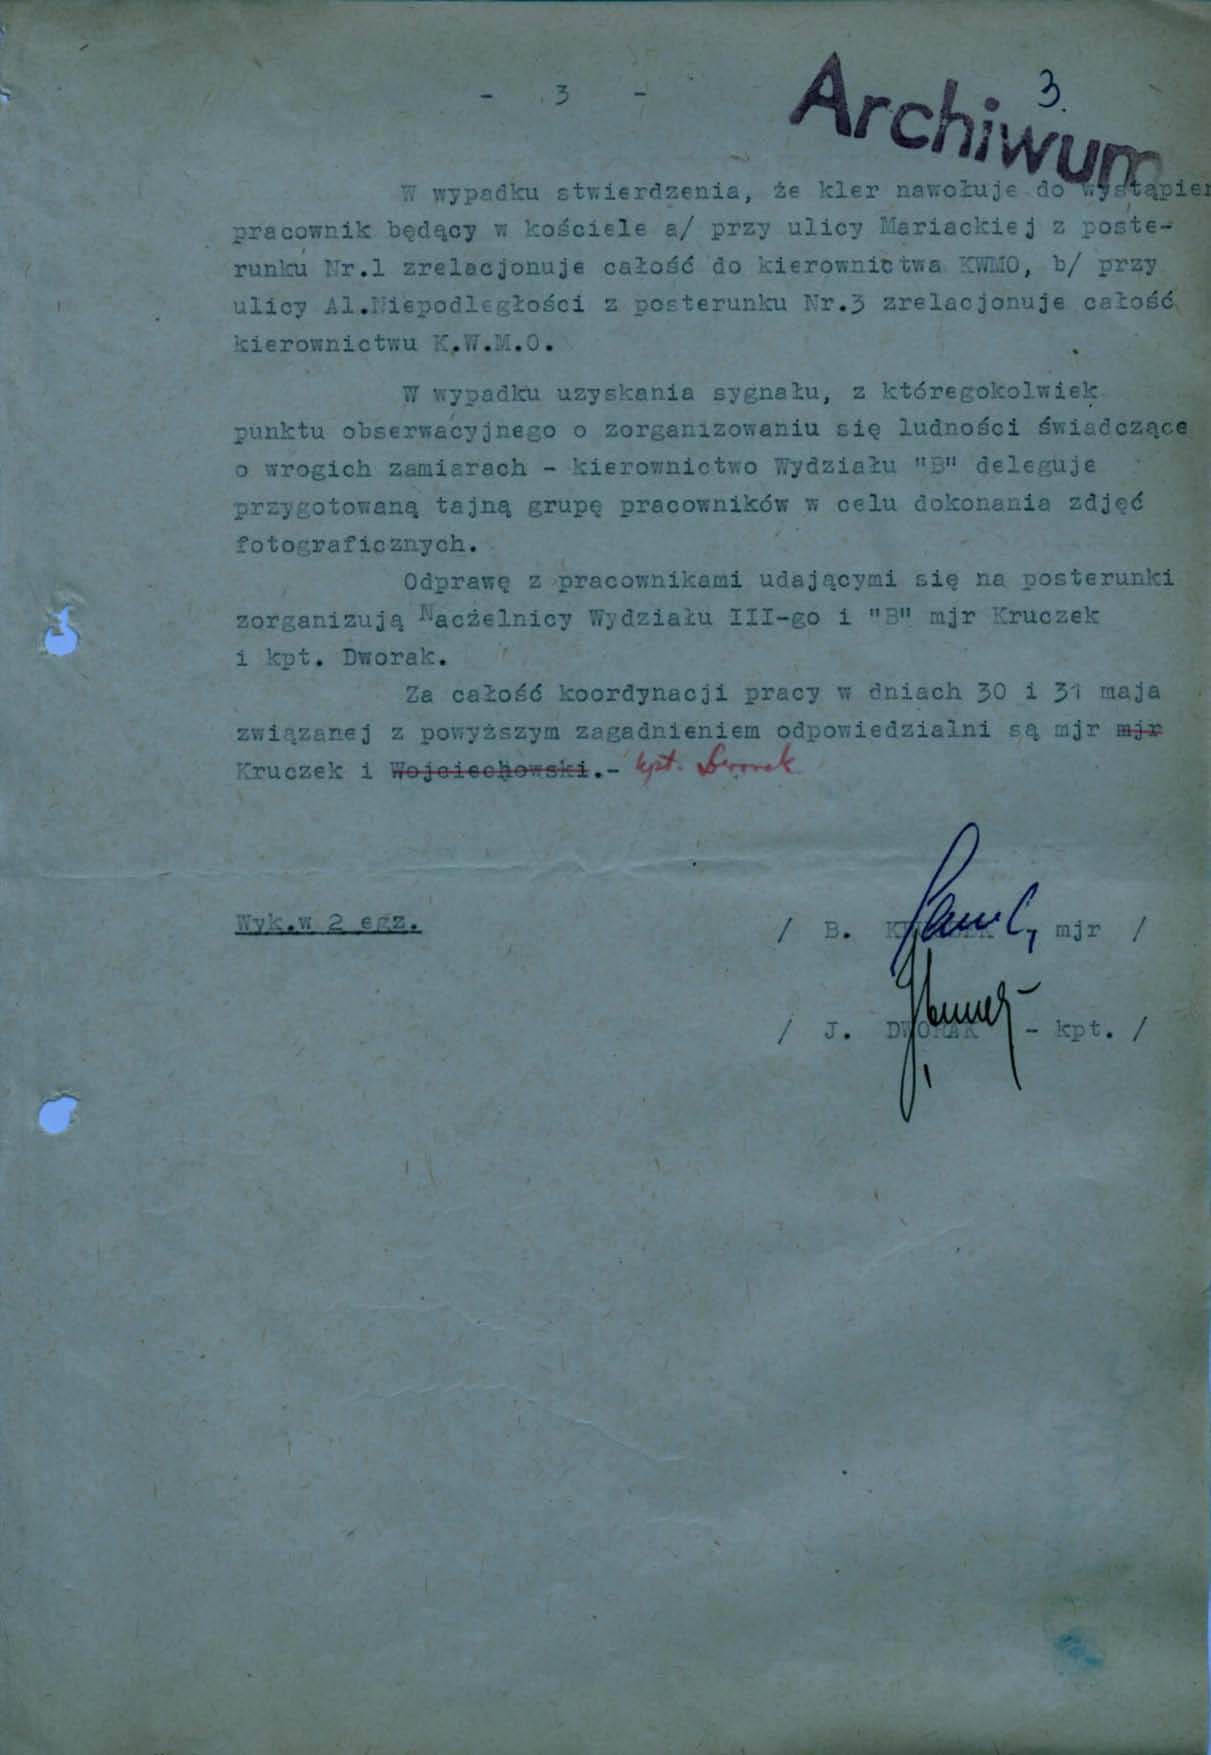 - 3 -
3.
Archiwum
W wypadku stwierdzenia, że kler nawołuje do wystąpień
pracownik będący w kościele a/ przy ulicy Mariackiej z poste-
runku Nr.1 zrelacjonuje całość do kierownictwa KWMO, b/ przy
ulicy Al.Niepodległości z posterunku Nr.3 zrelacjonuje całość
kierownictwu K.W.M.O.
W wypadku uzyskania sygnału, z któregokolwiek
punktu obserwacyjnego o zorganizowaniu się ludności świadczące
o wrogich zamiarach - kierownictwo Wydziału "B" deleguje
przygotowaną tajną grupę pracowników w celu dokonania zdjęć
fotograficznych.
Odprawę z pracownikami udającymi się na posterunki
zorganizują Naczelnicy Wydziału III-go i "B" mjr Kruczek
i kpt. Dworak.
Za całość koordynacji pracy w dniach 30 i 31 maja
związanej z powyższym zagadnieniem odpowiedzialni są mjr mjr
Kruczek i Wojciechowski.- kpt. Dworak
Wyk.w 2 egz.
/ B. mjr /
/ J. DWORAK - kpt. /